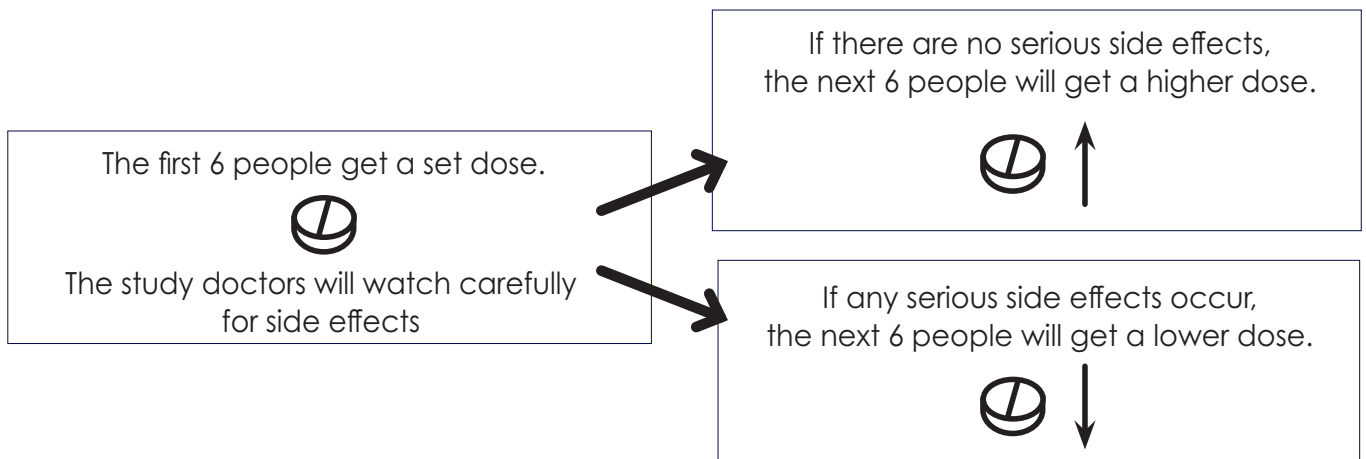 The first 6 people get a set dose.
The study doctors will watch carefully
for side effects
If there are no serious side effects,
the next 6 people will get a higher dose.
If any serious side effects occur,
the next 6 people will get a lower dose.